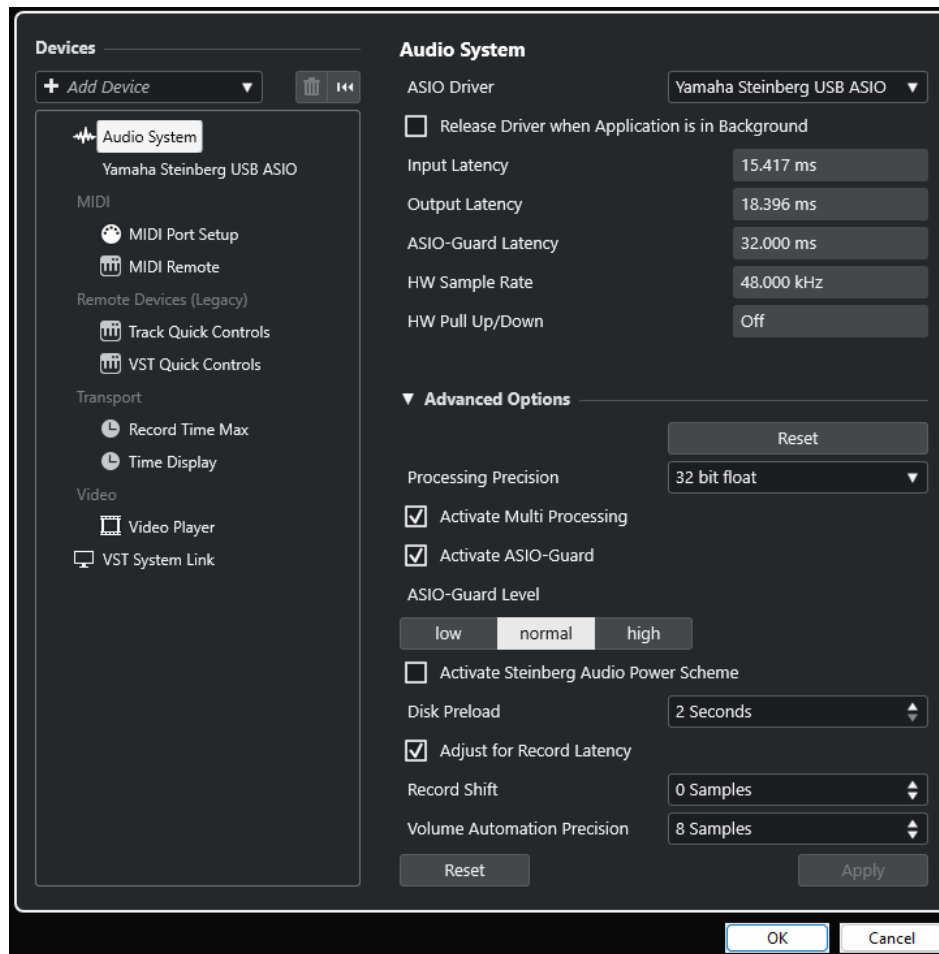 Devices
Add Device
Audio System
Yamaha Steinberg USB ASIO
MIDI
MIDI Port Setup
MIDI Remote
Remote Devices (Legacy)
Track Quick Controls
VST Quick Controls
Transport
Record Time Max
Time Display
Video
Video Player
VST System Link
Audio System
ASIO Driver Yamaha Steinberg USB ASIO
Release Driver when Application is in Background
Input Latency 15.417 ms
Output Latency 18.396 ms
ASIO-Guard Latency 32.000 ms
HW Sample Rate 48.000 kHz
HW Pull Up/Down Off
Advanced Options
Reset
Processing Precision 32 bit float
Activate Multi Processing
Activate ASIO-Guard
ASIO-Guard Level
low normal high
Activate Steinberg Audio Power Scheme
Disk Preload 2 Seconds
Adjust for Record Latency
Record Shift 0 Samples
Volume Automation Precision 8 Samples
Reset Apply
OK Cancel